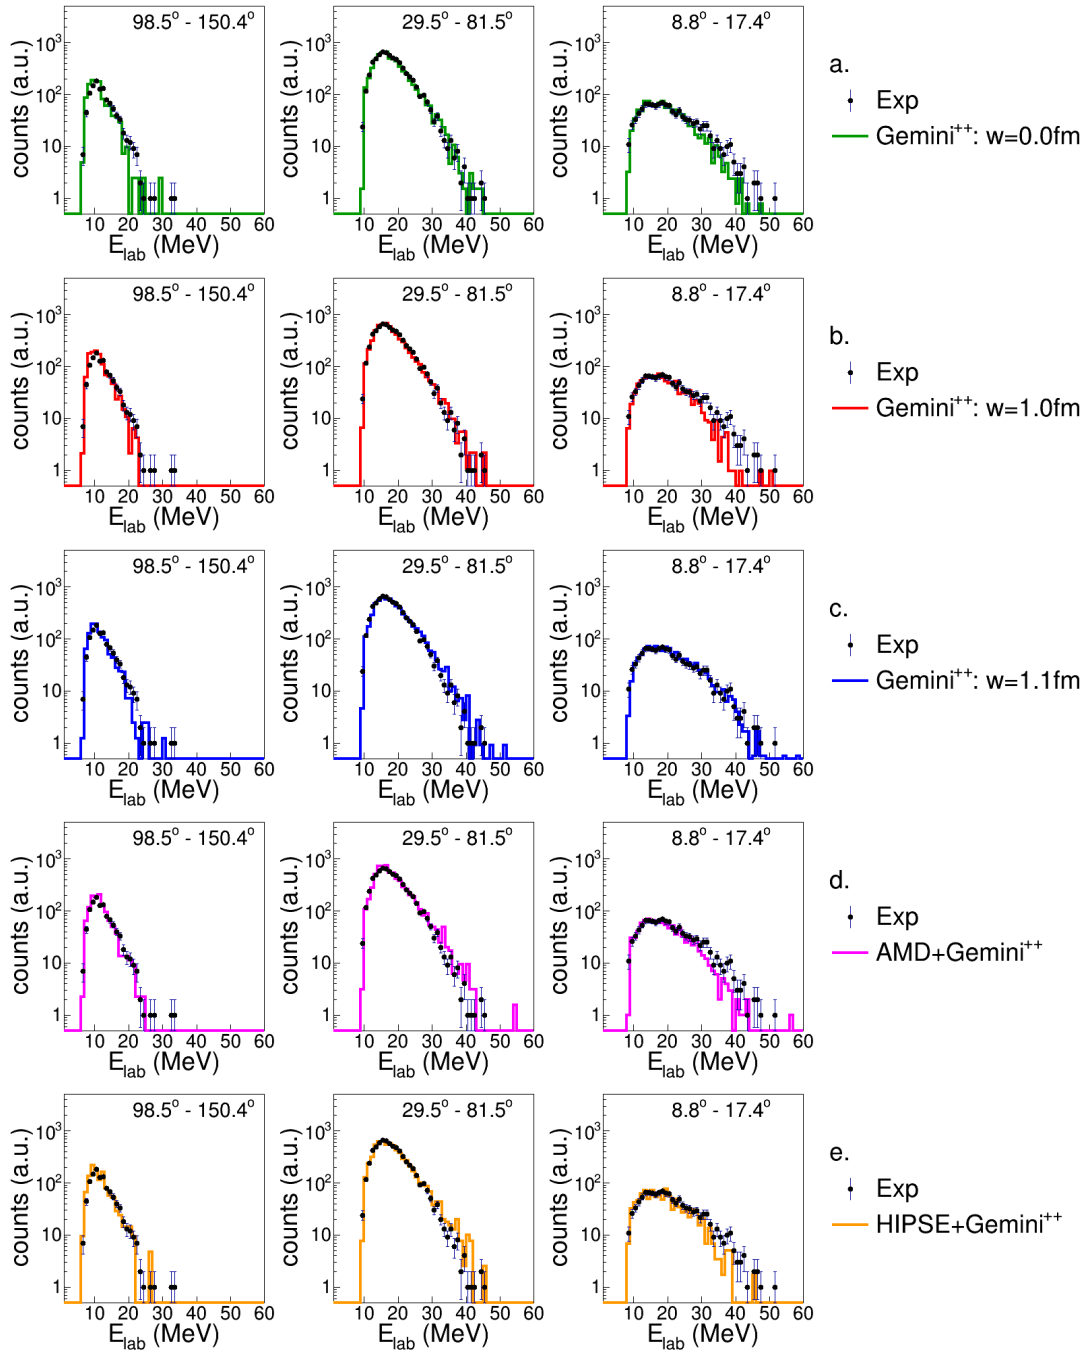 98.5° - 150.4°
29.5° - 81.5°
8.8° - 17.4°
counts (a.u.)
counts (a.u.)
counts (a.u.)
10³
10²
10
1
10³
10²
10
1
10³
10²
10
1
10 20 30 40 50 60
10 20 30 40 50 60
10 20 30 40 50 60
E_lab (MeV)
E_lab (MeV)
E_lab (MeV)
a.
Exp
Gemini⁺⁺: w=0.0fm
98.5° - 150.4°
29.5° - 81.5°
8.8° - 17.4°
counts (a.u.)
counts (a.u.)
counts (a.u.)
10³
10²
10
1
10³
10²
10
1
10³
10²
10
1
10 20 30 40 50 60
10 20 30 40 50 60
10 20 30 40 50 60
E_lab (MeV)
E_lab (MeV)
E_lab (MeV)
b.
Exp
Gemini⁺⁺: w=1.0fm
98.5° - 150.4°
29.5° - 81.5°
8.8° - 17.4°
counts (a.u.)
counts (a.u.)
counts (a.u.)
10³
10²
10
1
10³
10²
10
1
10³
10²
10
1
10 20 30 40 50 60
10 20 30 40 50 60
10 20 30 40 50 60
E_lab (MeV)
E_lab (MeV)
E_lab (MeV)
c.
Exp
Gemini⁺⁺: w=1.1fm
98.5° - 150.4°
29.5° - 81.5°
8.8° - 17.4°
counts (a.u.)
counts (a.u.)
counts (a.u.)
10³
10²
10
1
10³
10²
10
1
10³
10²
10
1
10 20 30 40 50 60
10 20 30 40 50 60
10 20 30 40 50 60
E_lab (MeV)
E_lab (MeV)
E_lab (MeV)
d.
Exp
AMD+Gemini⁺⁺
98.5° - 150.4°
29.5° - 81.5°
8.8° - 17.4°
counts (a.u.)
counts (a.u.)
counts (a.u.)
10³
10²
10
1
10³
10²
10
1
10³
10²
10
1
10 20 30 40 50 60
10 20 30 40 50 60
10 20 30 40 50 60
E_lab (MeV)
E_lab (MeV)
E_lab (MeV)
e.
Exp
HIPSE+Gemini⁺⁺